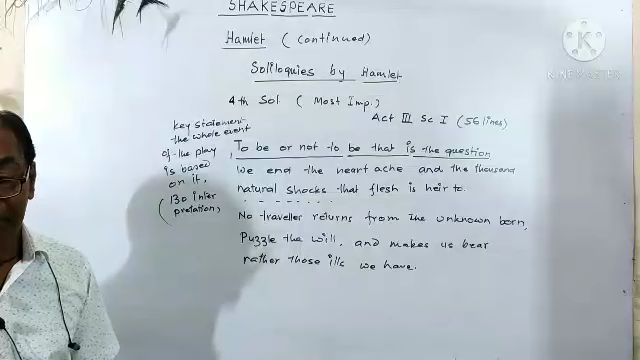 SHAKESPEARE
Hamlet (continued)
Soliloquies by Hamlet
4th Sol. (Most Imp.)
Act III Sc I (56 lines)
Key statement
the whole event
of the play
is based
on it.
(130 inter
pretation,
To be or not to be that is the question
We end the heart ache and the thousand
natural shocks that flesh is heir to.
No traveller returns from the unknown born,
Puzzle the will, and makes us bear
rather those ills we have.
KINEMASTER